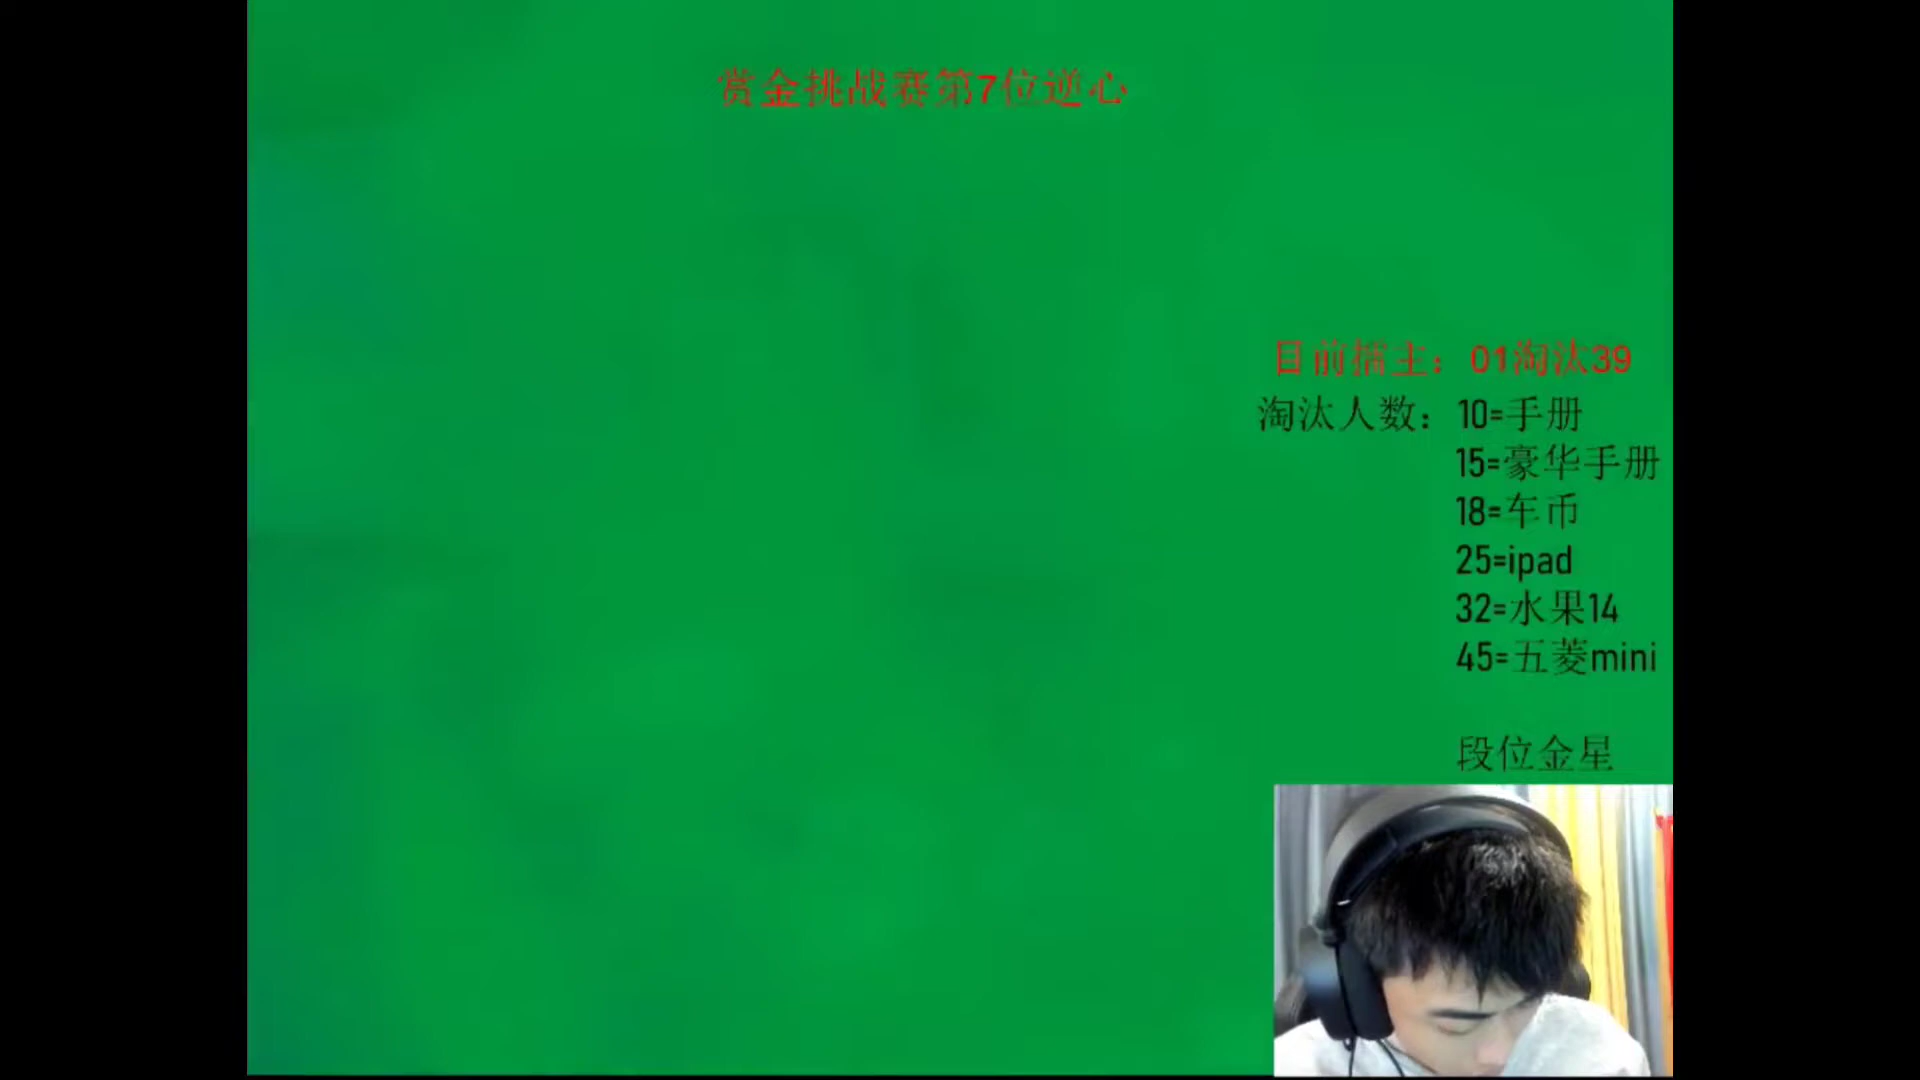 赏金挑战赛第7位逆心
目前擂主：01淘汰39
淘汰人数：10=手册
15=豪华手册
18=车币
25=ipad
32=水果14
45=五菱mini
段位金星